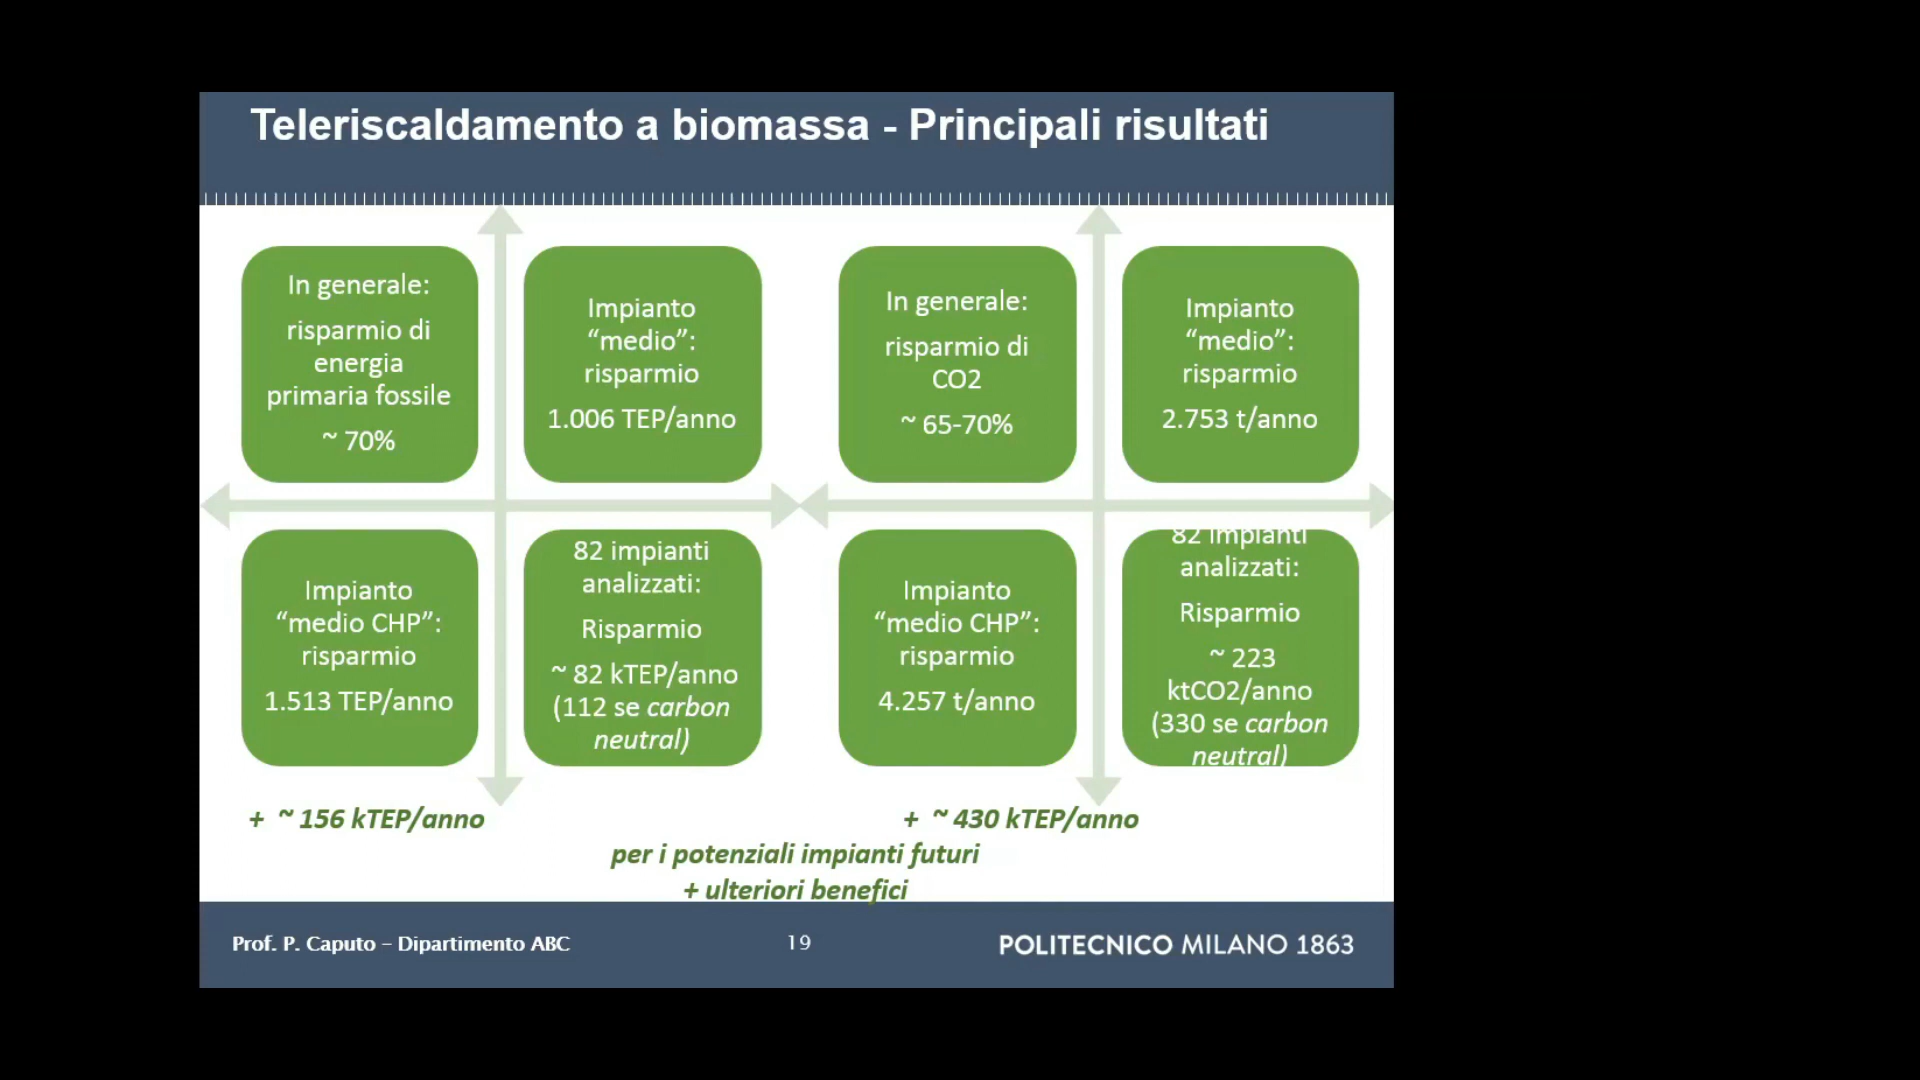 Teleriscaldamento a biomassa - Principali risultati
In generale:
risparmio di
energia
primaria fossile
~ 70%
Impianto
“medio”:
risparmio
1.006 TEP/anno
In generale:
risparmio di
CO2
~ 65-70%
Impianto
“medio”:
risparmio
2.753 t/anno
Impianto
“medio CHP”:
risparmio
1.513 TEP/anno
82 impianti
analizzati:
Risparmio
~ 82 kTEP/anno
(112 se carbon
neutral)
Impianto
“medio CHP”:
risparmio
4.257 t/anno
82 impianti
analizzati:
Risparmio
~ 223
ktCO2/anno
(330 se carbon
neutral)
+ ~ 156 kTEP/anno
+ ~ 430 kTEP/anno
per i potenziali impianti futuri
+ ulteriori benefici
Prof. P. Caputo – Dipartimento ABC
19
POLITECNICO MILANO 1863